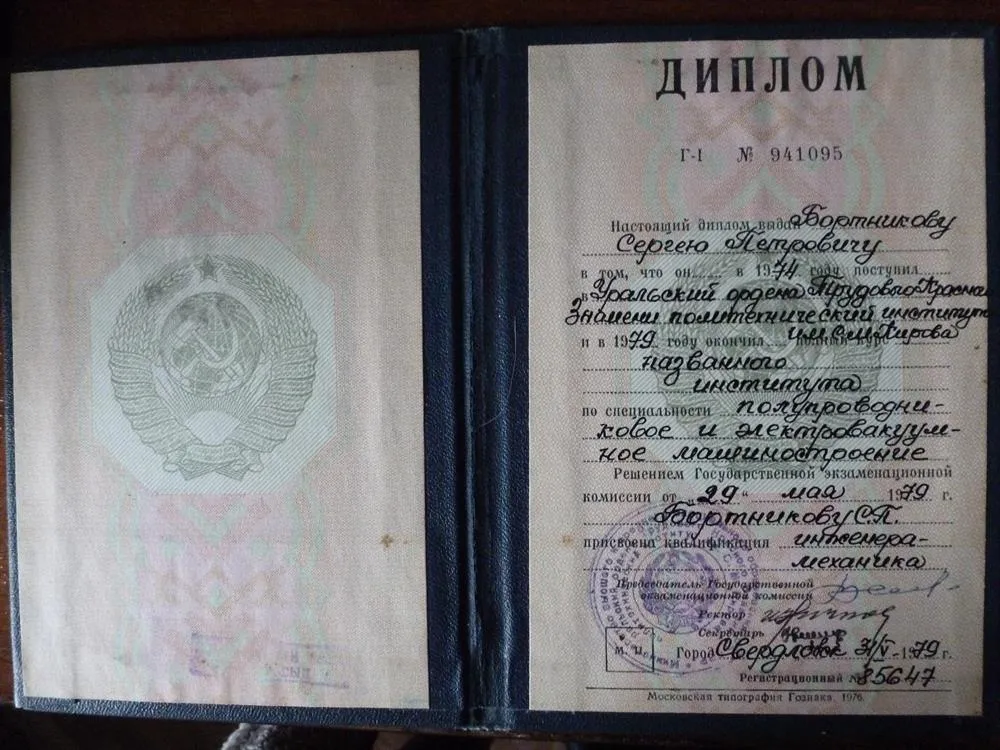 ДИПЛОМ
Г-I № 941095
Настоящий диплом выдан Бортникову
Сергею Петровичу
в том, что он в 1974 году поступил
в Уральский ордена Трудового Красного
Знамени политехнический институт
им. С.М. Кирова
и в 1979 году окончил полный курс
названного
института
по специальности полупроводни-
ковое и электровакуум-
ное машиностроение
Решением Государственной экзаменационной
комиссии от „29“ мая 1979 г.
Бортникову С.П.
присвоена квалификация инженера-
механика
Председатель Государственной
экзаменационной комиссии
Ректор
Секретарь
М. П. Город Свердловск 31/V-1979 г.
Регистрационный № 85647
Московская типография Гознака. 1976.